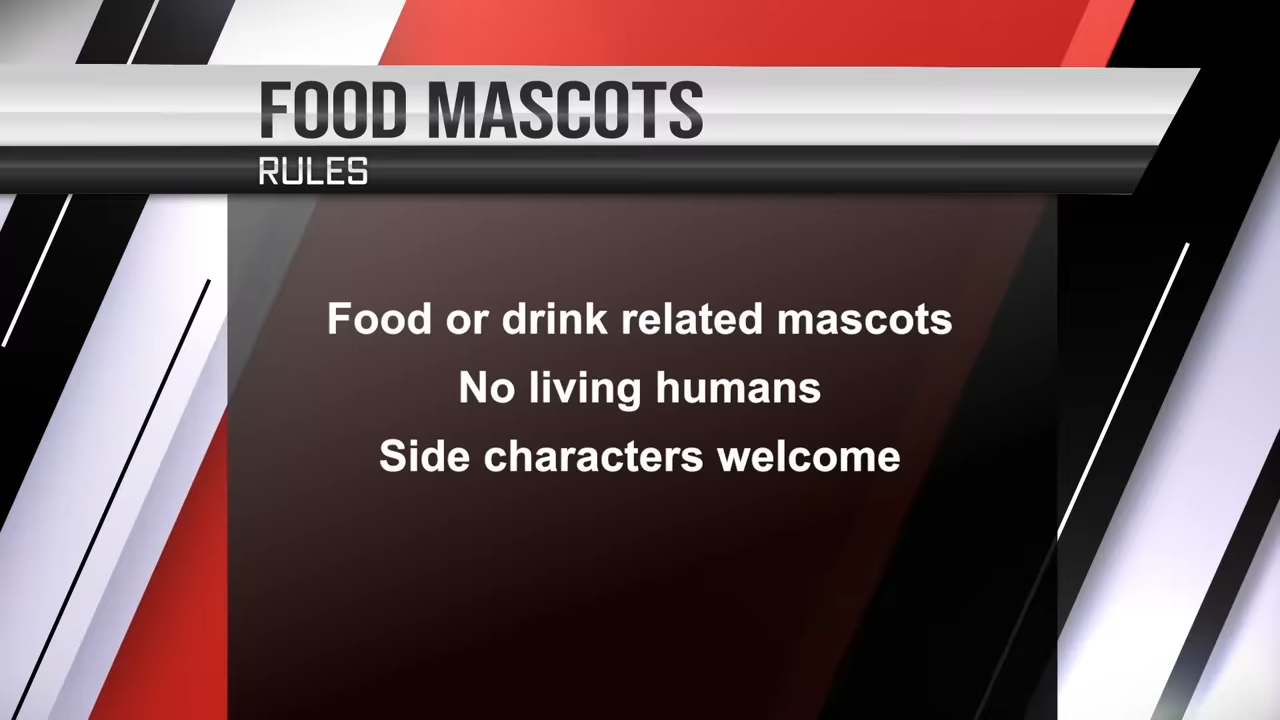 FOOD MASCOTS
RULES
Food or drink related mascots
No living humans
Side characters welcome